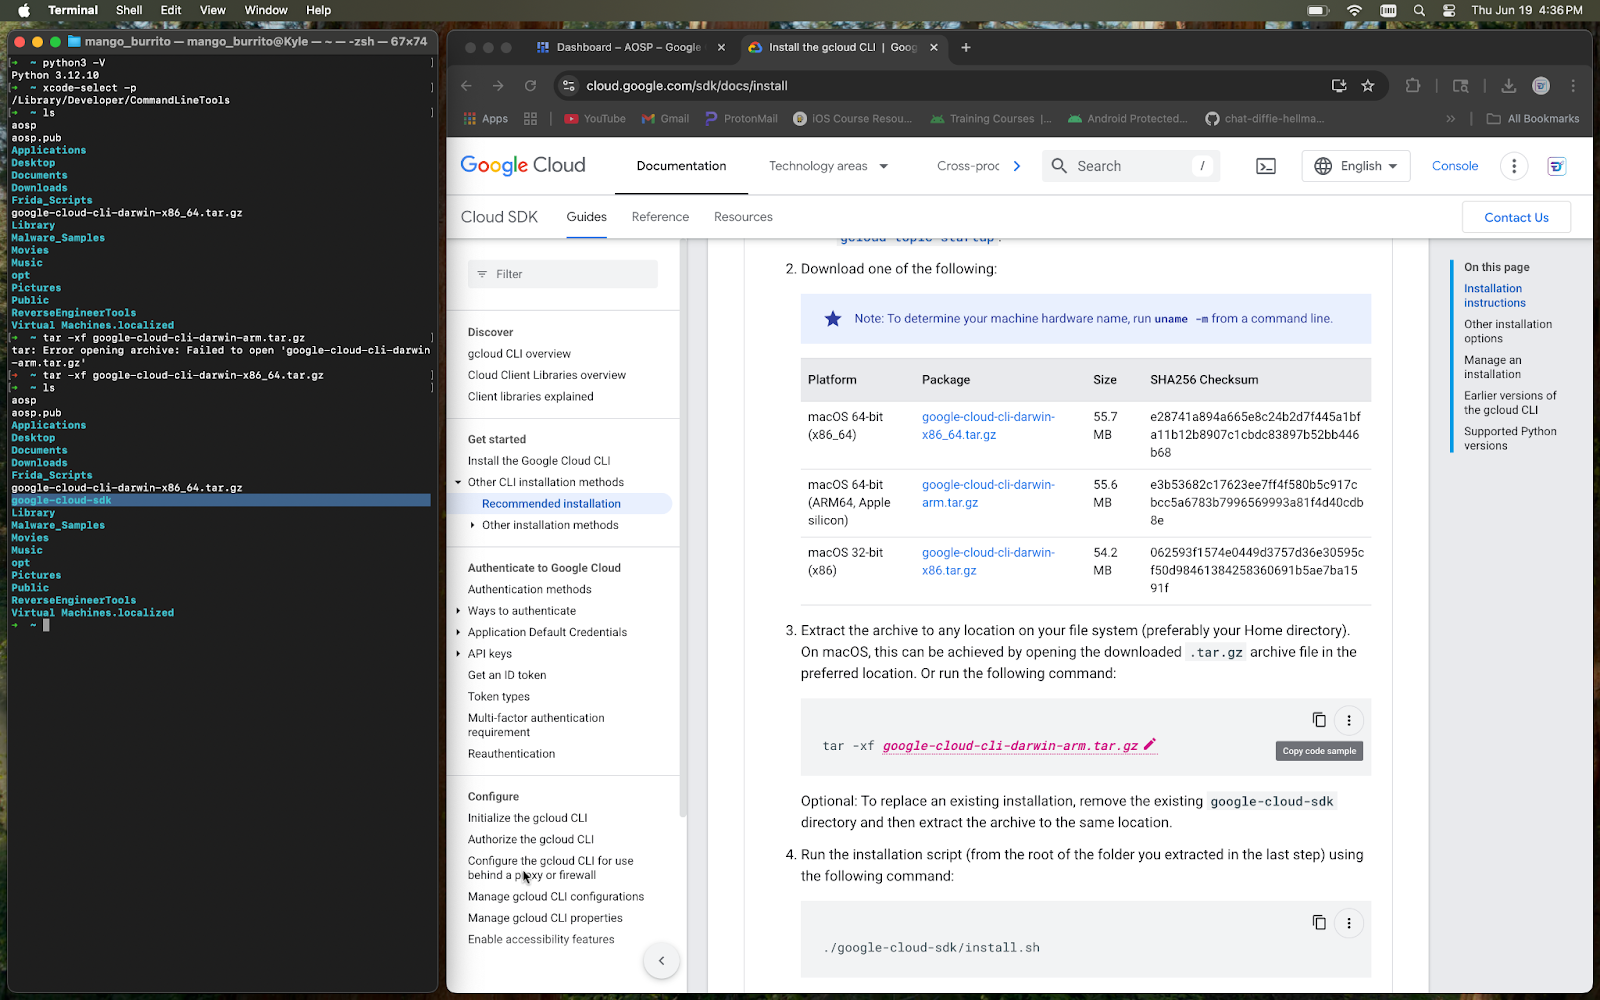 Terminal Shell Edit View Window Help
Thu Jun 19 4:36 PM
mango_burrito — mango_burrito@Kyle — ~ — -zsh — 67×74
[➜ ~ python3 -V ]
Python 3.12.10
[➜ ~ xcode-select -p ]
/Library/Developer/CommandLineTools
[➜ ~ ls ]
aosp
aosp.pub
Applications
Desktop
Documents
Downloads
Frida_Scripts
google-cloud-cli-darwin-x86_64.tar.gz
Library
Malware_Samples
Movies
Music
opt
Pictures
Public
ReverseEngineerTools
Virtual Machines.localized
[➜ ~ tar -xf google-cloud-cli-darwin-arm.tar.gz ]
tar: Error opening archive: Failed to open 'google-cloud-cli-darwin
-arm.tar.gz'
[➜ ~ tar -xf google-cloud-cli-darwin-x86_64.tar.gz ]
[➜ ~ ls ]
aosp
aosp.pub
Applications
Desktop
Documents
Downloads
Frida_Scripts
google-cloud-cli-darwin-x86_64.tar.gz
google-cloud-sdk
Library
Malware_Samples
Movies
Music
opt
Pictures
Public
ReverseEngineerTools
Virtual Machines.localized
➜ ~
Dashboard – AOSP – Google
Install the gcloud CLI | Goog
cloud.google.com/sdk/docs/install
Apps YouTube Gmail ProtonMail iOS Course Resou... Training Courses |... Android Protected... chat-diffie-hellma... » All Bookmarks
Google Cloud Documentation Technology areas Cross-proc Search / English Console
Cloud SDK Guides Reference Resources Contact Us
Filter
Discover
gcloud CLI overview
Cloud Client Libraries overview
Client libraries explained
Get started
Install the Google Cloud CLI
Other CLI installation methods
Recommended installation
Other installation methods
Authenticate to Google Cloud
Authentication methods
Ways to authenticate
Application Default Credentials
API keys
Get an ID token
Token types
Multi-factor authentication
requirement
Reauthentication
Configure
Initialize the gcloud CLI
Authorize the gcloud CLI
Configure the gcloud CLI for use
behind a proxy or firewall
Manage gcloud CLI configurations
Manage gcloud CLI properties
Enable accessibility features
gcloud topic startup.
2. Download one of the following:
Note: To determine your machine hardware name, run uname -m from a command line.
Platform Package Size SHA256 Checksum
macOS 64-bit google-cloud-cli-darwin- 55.7 e28741a894a665e8c24b2d7f445a1bf
(x86_64) x86_64.tar.gz MB a11b12b8907c1cbdc83897b52bb446
b68
macOS 64-bit google-cloud-cli-darwin- 55.6 e3b53682c17623ee7ff4f580b5c917c
(ARM64, Apple arm.tar.gz MB bcc5a6783b7996569993a81f4d40cdb
silicon) 8e
macOS 32-bit google-cloud-cli-darwin- 54.2 062593f1574e0449d3757d36e30595c
(x86) x86.tar.gz MB f50d98461384258360691b5ae7ba15
91f
3. Extract the archive to any location on your file system (preferably your Home directory).
On macOS, this can be achieved by opening the downloaded .tar.gz archive file in the
preferred location. Or run the following command:
tar -xf google-cloud-cli-darwin-arm.tar.gz
Copy code sample
Optional: To replace an existing installation, remove the existing google-cloud-sdk
directory and then extract the archive to the same location.
4. Run the installation script (from the root of the folder you extracted in the last step) using
the following command:
./google-cloud-sdk/install.sh
On this page
Installation
instructions
Other installation
options
Manage an
installation
Earlier versions of
the gcloud CLI
Supported Python
versions